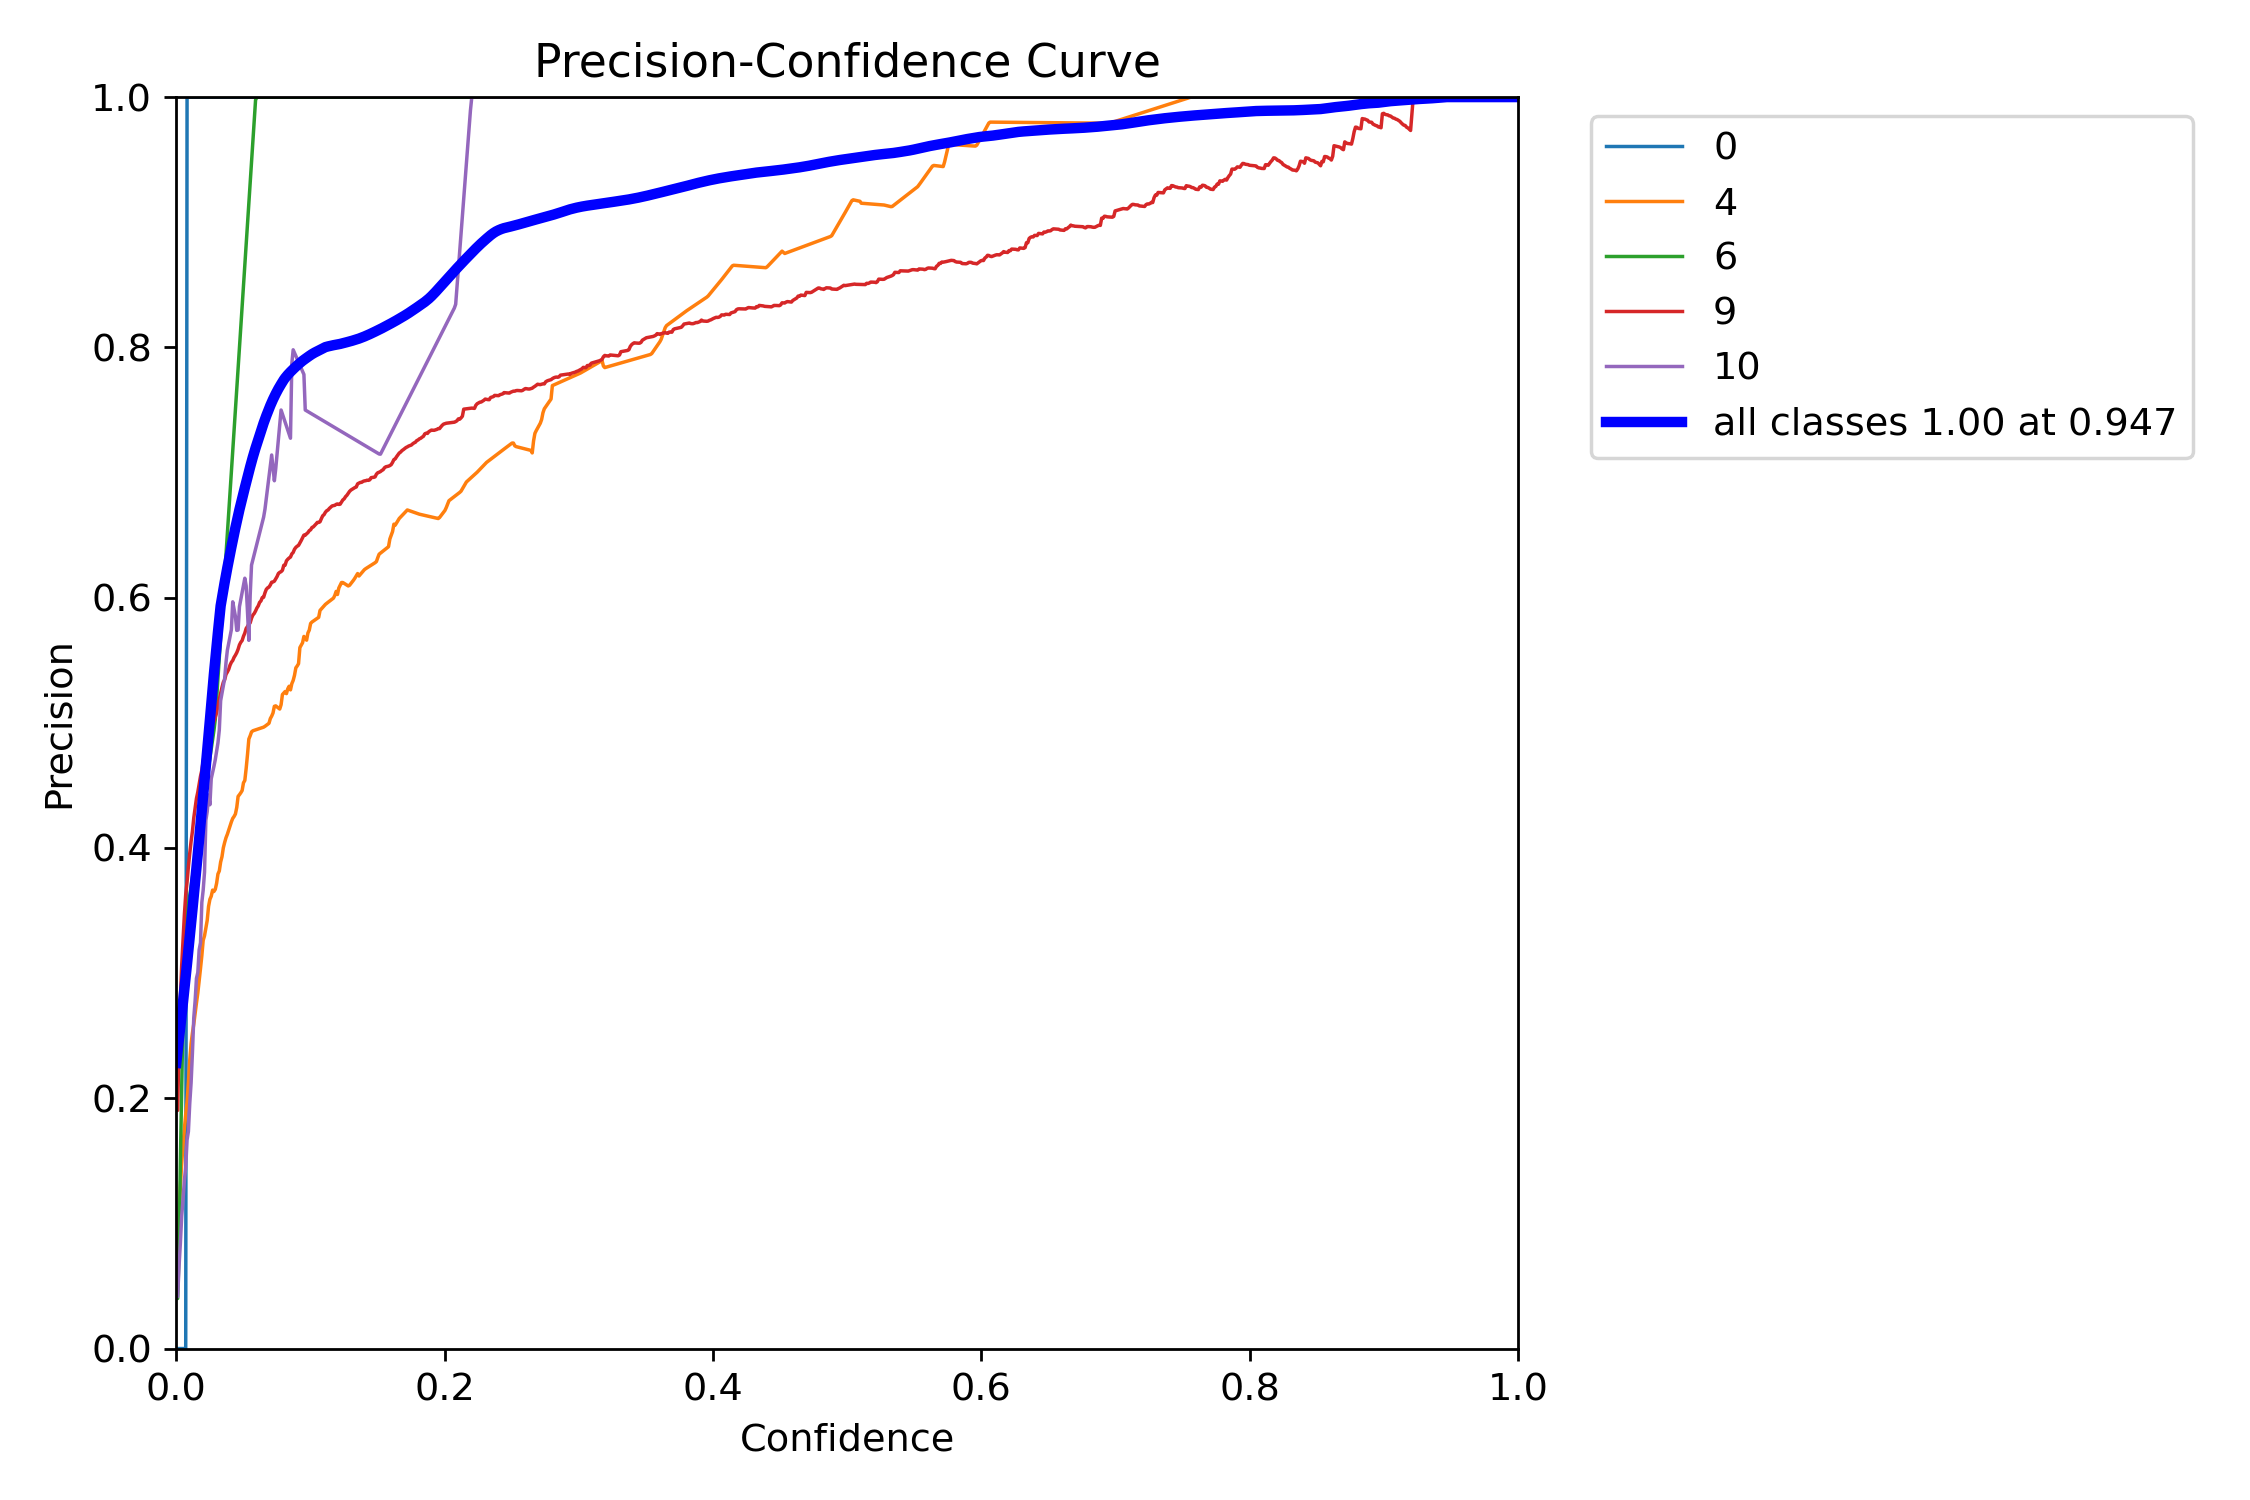 Precision-Confidence Curve
1.0
0.8
0.6
0.4
0.2
0.0
Precision
0.0 0.2 0.4 0.6 0.8 1.0
Confidence
0
4
6
9
10
all classes 1.00 at 0.947